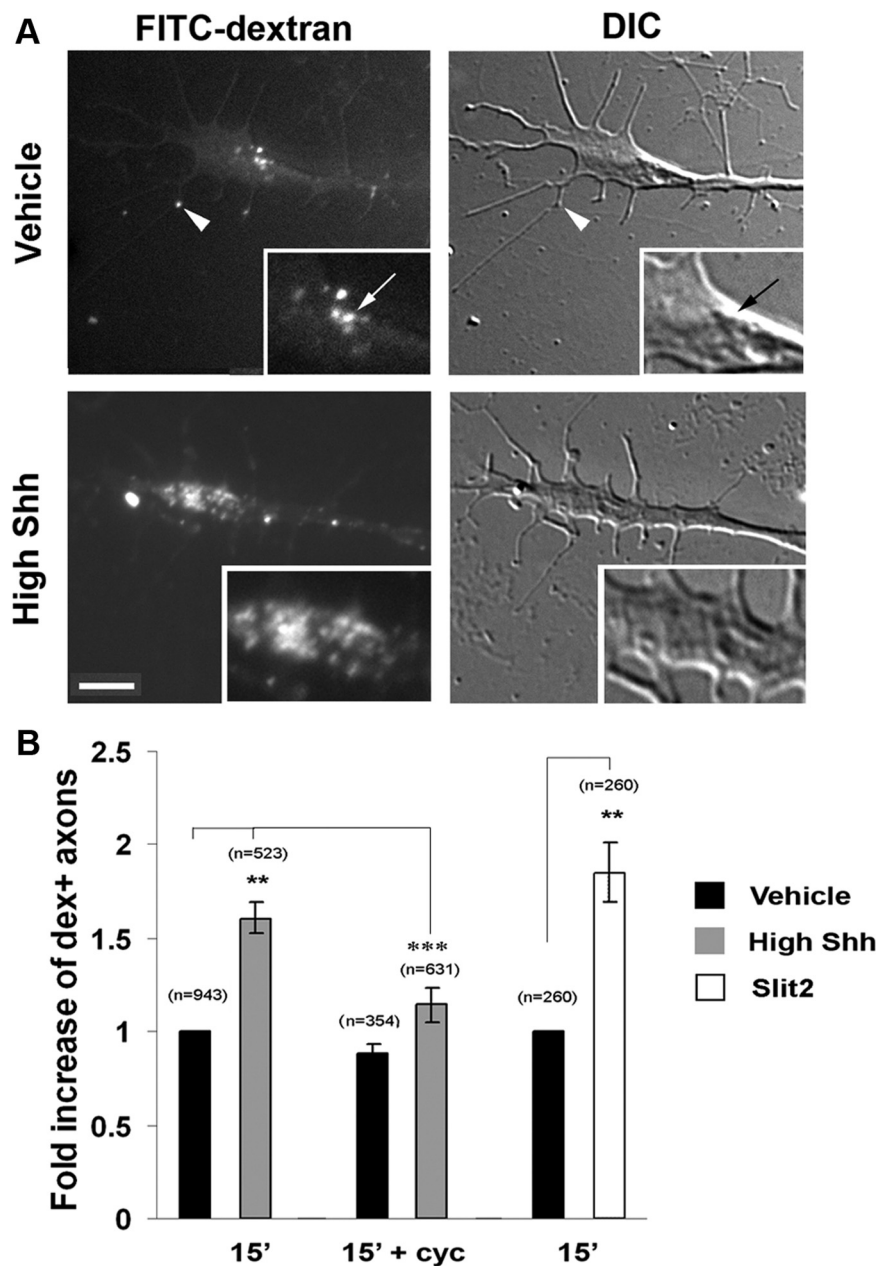 A
FITC-dextran
DIC
Vehicle
High Shh
B
Fold increase of dex+ axons
2.5
2
1.5
1
0.5
0
(n=943)
(n=523)
**
(n=354)
***
(n=631)
(n=260)
(n=260)
**
15’
15’ + cyc
15’
Vehicle
High Shh
Slit2